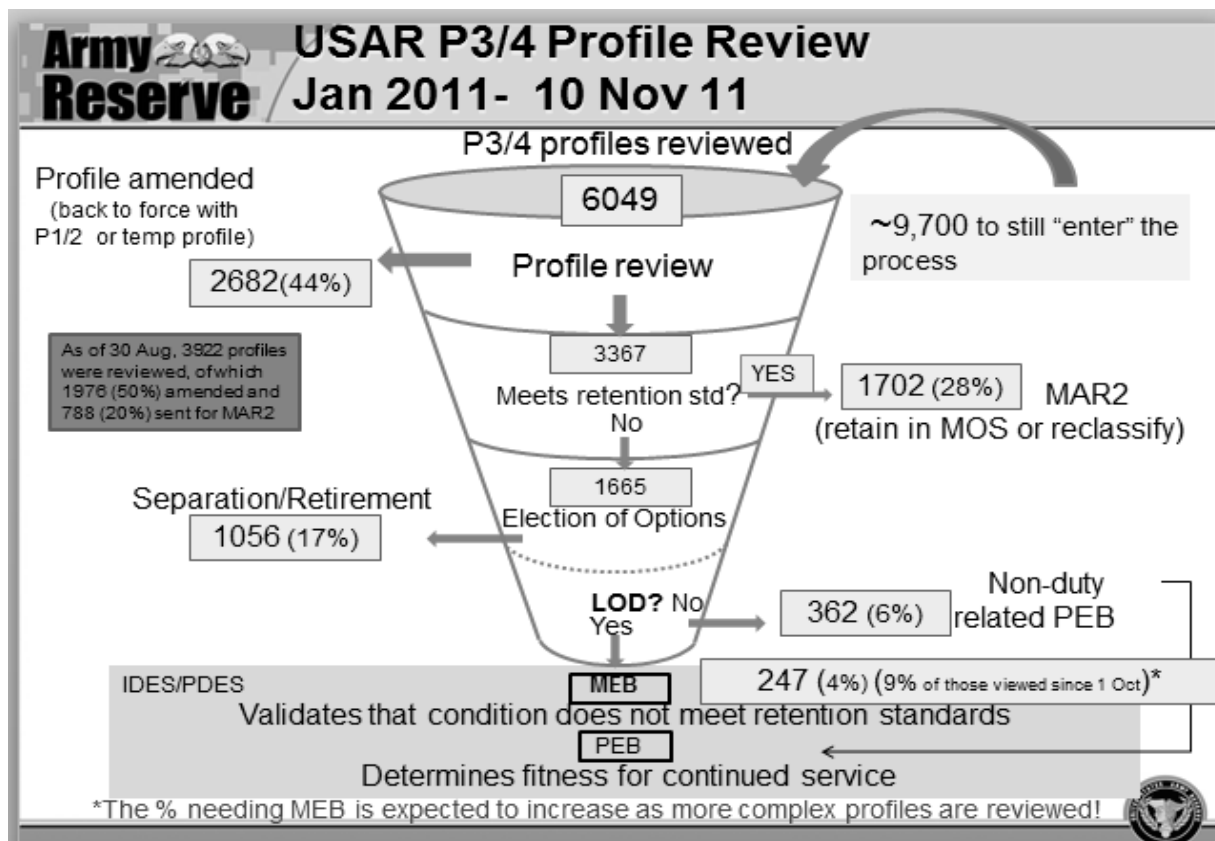 Army
Reserve
USAR P3/4 Profile Review
Jan 2011- 10 Nov 11
P3/4 profiles reviewed
6049
~9,700 to still “enter” the
process
Profile amended
(back to force with
P1/2 or temp profile)
2682(44%)
Profile review
As of 30 Aug, 3922 profiles
were reviewed, of which
1976 (50%) amended and
788 (20%) sent for MAR2
3367
Meets retention std?
YES
1702 (28%)
MAR2
(retain in MOS or reclassify)
No
1665
Election of Options
Separation/Retirement
1056 (17%)
LOD? No
Yes
362 (6%)
Non-duty
related PEB
IDES/PDES
MEB
247 (4%) (9% of those viewed since 1 Oct)*
Validates that condition does not meet retention standards
PEB
Determines fitness for continued service
*The % needing MEB is expected to increase as more complex profiles are reviewed!